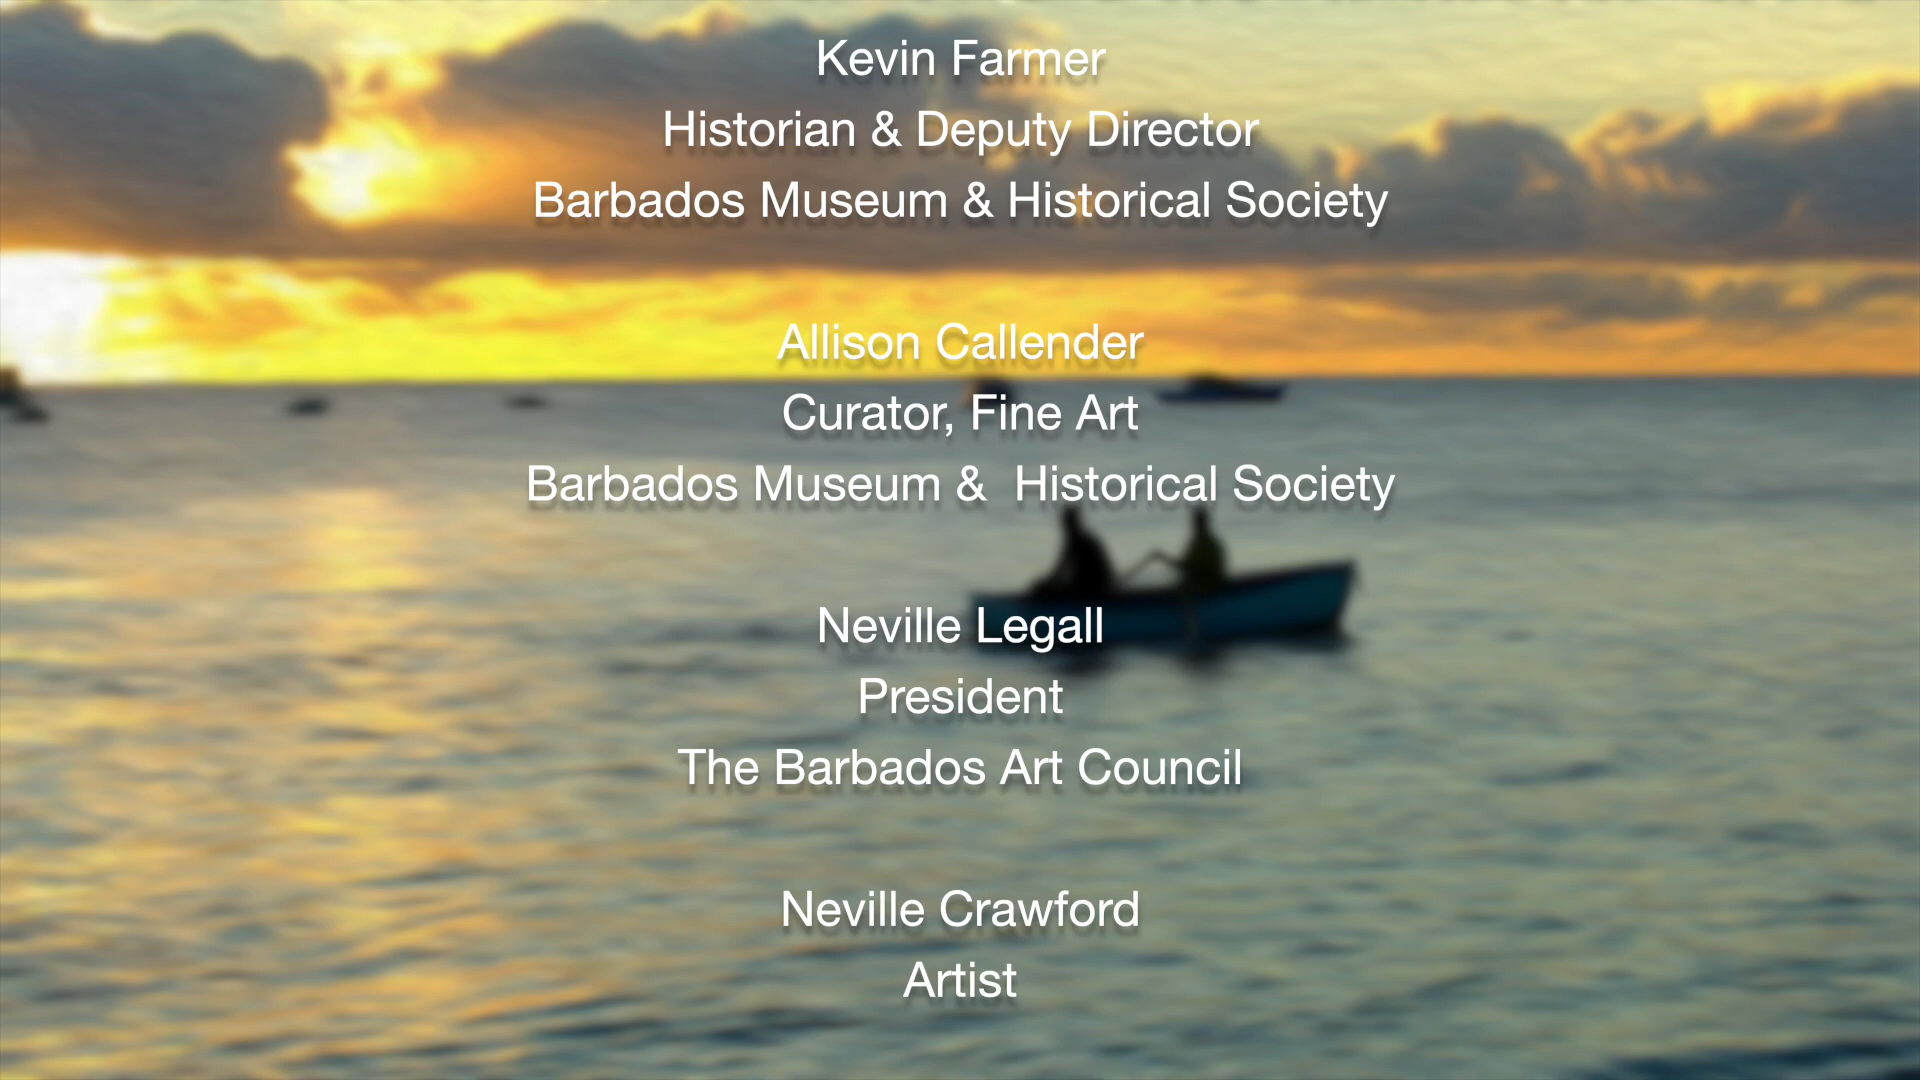 Kevin Farmer
Historian & Deputy Director
Barbados Museum & Historical Society
Allison Callender
Curator, Fine Art
Barbados Museum &  Historical Society
Neville Legall
President
The Barbados Art Council
Neville Crawford
Artist